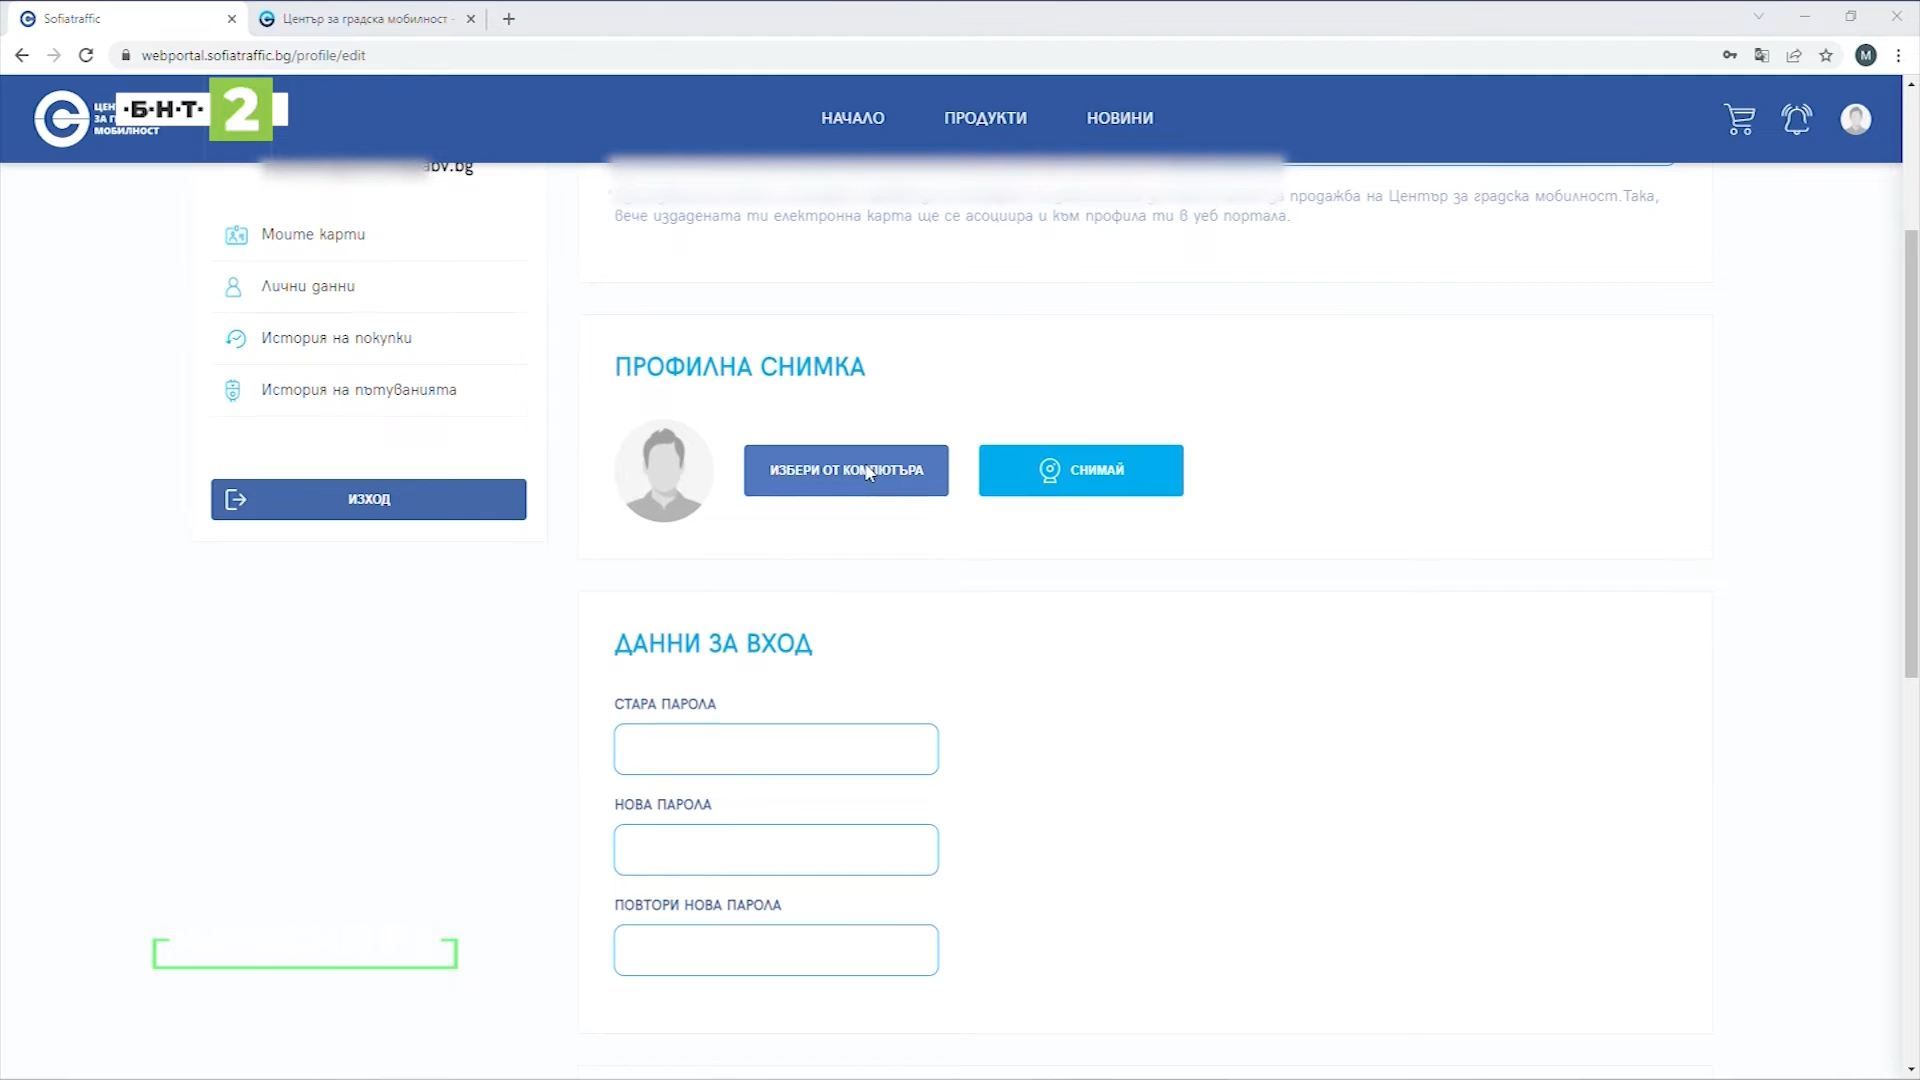 Sofiatraffic
Център за градска мобилност -
webportal.sofiatraffic.bg/profile/edit
M
ЗА Г
МОБИЛНОСТ
·Б·Н·Т· 2
НАЧАЛО
ПРОДУКТИ
НОВИНИ
abv.bg
продажба на Център за градска мобилност.Така,
вече издадената ти електронна карта ще се асоциира и към профила ти в уеб портала.
Моите карти
Лични данни
История на покупки
История на пътуванията
ИЗХОД
ПРОФИЛНА СНИМКА
ИЗБЕРИ ОТ КОМПЮТЪРА
СНИМАЙ
ДАННИ ЗА ВХОД
СТАРА ПАРОЛА
НОВА ПАРОЛА
ПОВТОРИ НОВА ПАРОЛА